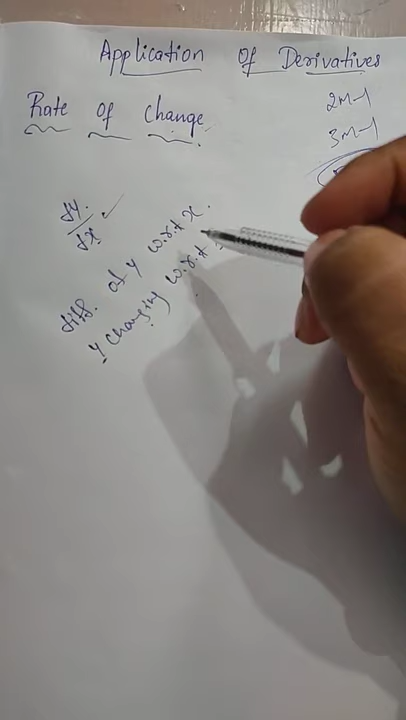 Application Of Derivatives
Rate Of Change
2M-1
3M-1
dy/dx ✓
diff. of y w.r.t x.
y changing w.r.t